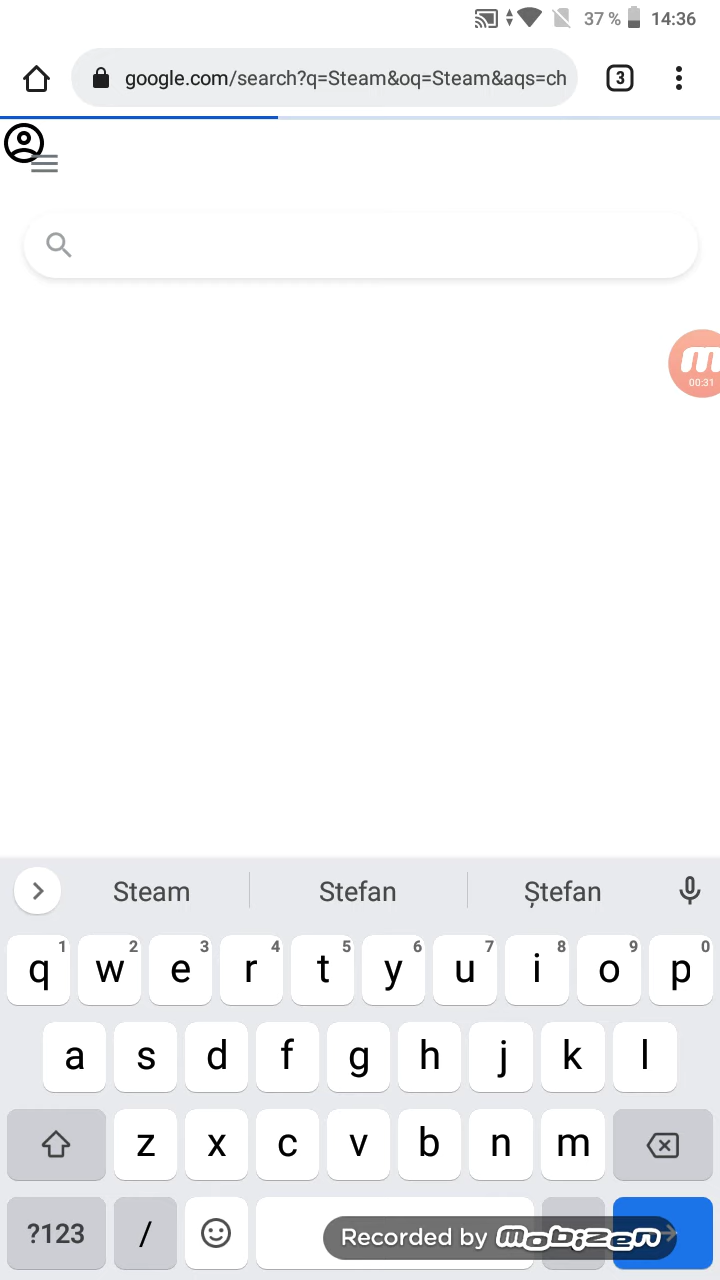 37 % 14:36
google.com/search?q=Steam&oq=Steam&aqs=ch
3
m
00:31
Steam Stefan Ștefan
q1 w2 e3 r4 t5 y6 u7 i8 o9 p0
a s d f g h j k l
z x c v b n m
?123 /
Recorded by mobizen